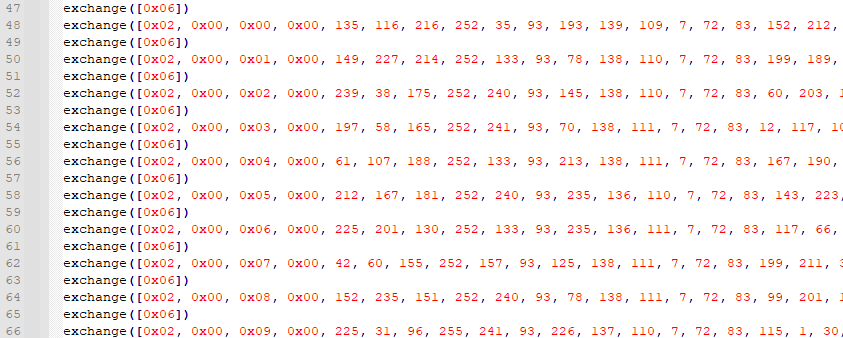 47 exchange([0x06])
48 exchange([0x02, 0x00, 0x00, 0x00, 135, 116, 216, 252, 35, 93, 193, 139, 109, 7, 72, 83, 152, 212,
49 exchange([0x06])
50 exchange([0x02, 0x00, 0x01, 0x00, 149, 227, 214, 252, 133, 93, 78, 138, 110, 7, 72, 83, 199, 189,
51 exchange([0x06])
52 exchange([0x02, 0x00, 0x02, 0x00, 239, 38, 175, 252, 240, 93, 145, 138, 110, 7, 72, 83, 60, 203,
53 exchange([0x06])
54 exchange([0x02, 0x00, 0x03, 0x00, 197, 58, 165, 252, 241, 93, 70, 138, 111, 7, 72, 83, 12, 117,
55 exchange([0x06])
56 exchange([0x02, 0x00, 0x04, 0x00, 61, 107, 188, 252, 133, 93, 213, 138, 111, 7, 72, 83, 167, 190,
57 exchange([0x06])
58 exchange([0x02, 0x00, 0x05, 0x00, 212, 167, 181, 252, 240, 93, 235, 136, 110, 7, 72, 83, 143, 223,
59 exchange([0x06])
60 exchange([0x02, 0x00, 0x06, 0x00, 225, 201, 130, 252, 133, 93, 235, 136, 111, 7, 72, 83, 117, 66,
61 exchange([0x06])
62 exchange([0x02, 0x00, 0x07, 0x00, 42, 60, 155, 252, 157, 93, 125, 138, 111, 7, 72, 83, 199, 211,
63 exchange([0x06])
64 exchange([0x02, 0x00, 0x08, 0x00, 152, 235, 151, 252, 240, 93, 78, 138, 111, 7, 72, 83, 99, 201,
65 exchange([0x06])
66 exchange([0x02, 0x00, 0x09, 0x00, 225, 31, 96, 255, 241, 93, 226, 137, 110, 7, 72, 83, 115, 1, 30,